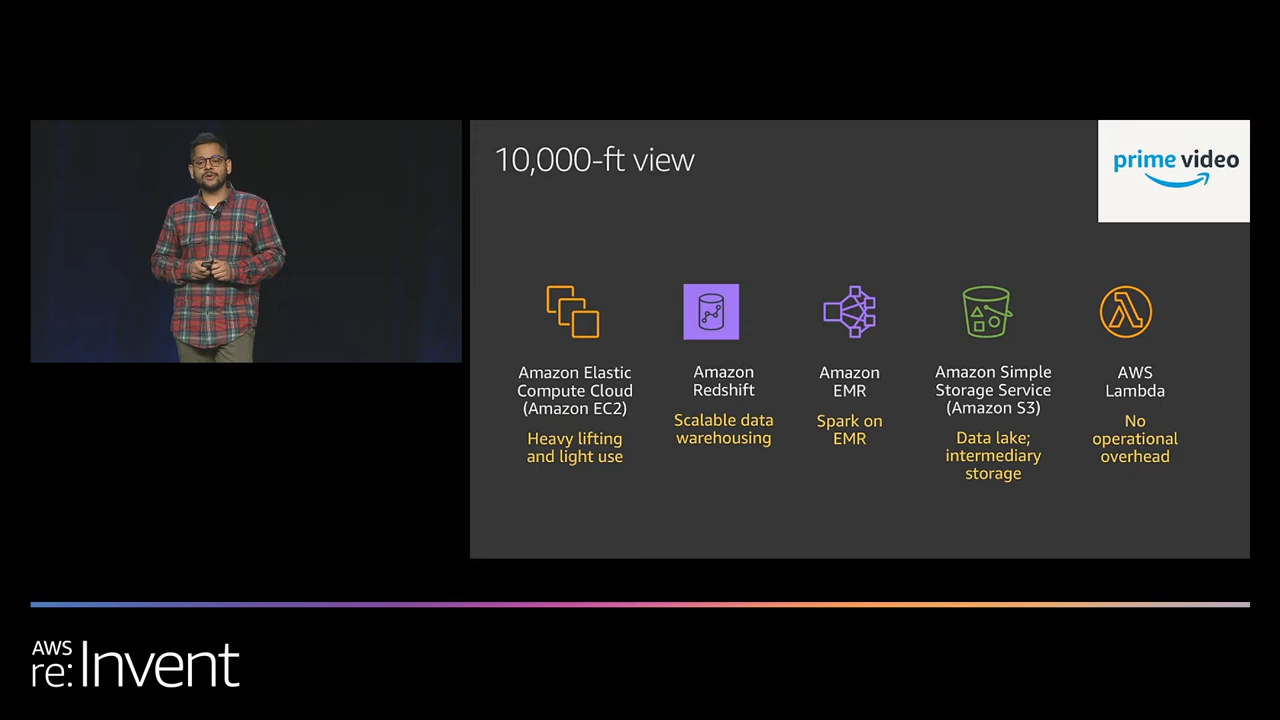 10,000-ft view
prime video
Amazon Elastic
Compute Cloud
(Amazon EC2)
Heavy lifting
and light use
Amazon
Redshift
Scalable data
warehousing
Amazon
EMR
Spark on
EMR
Amazon Simple
Storage Service
(Amazon S3)
Data lake;
intermediary
storage
AWS
Lambda
No
operational
overhead
AWS
re:Invent